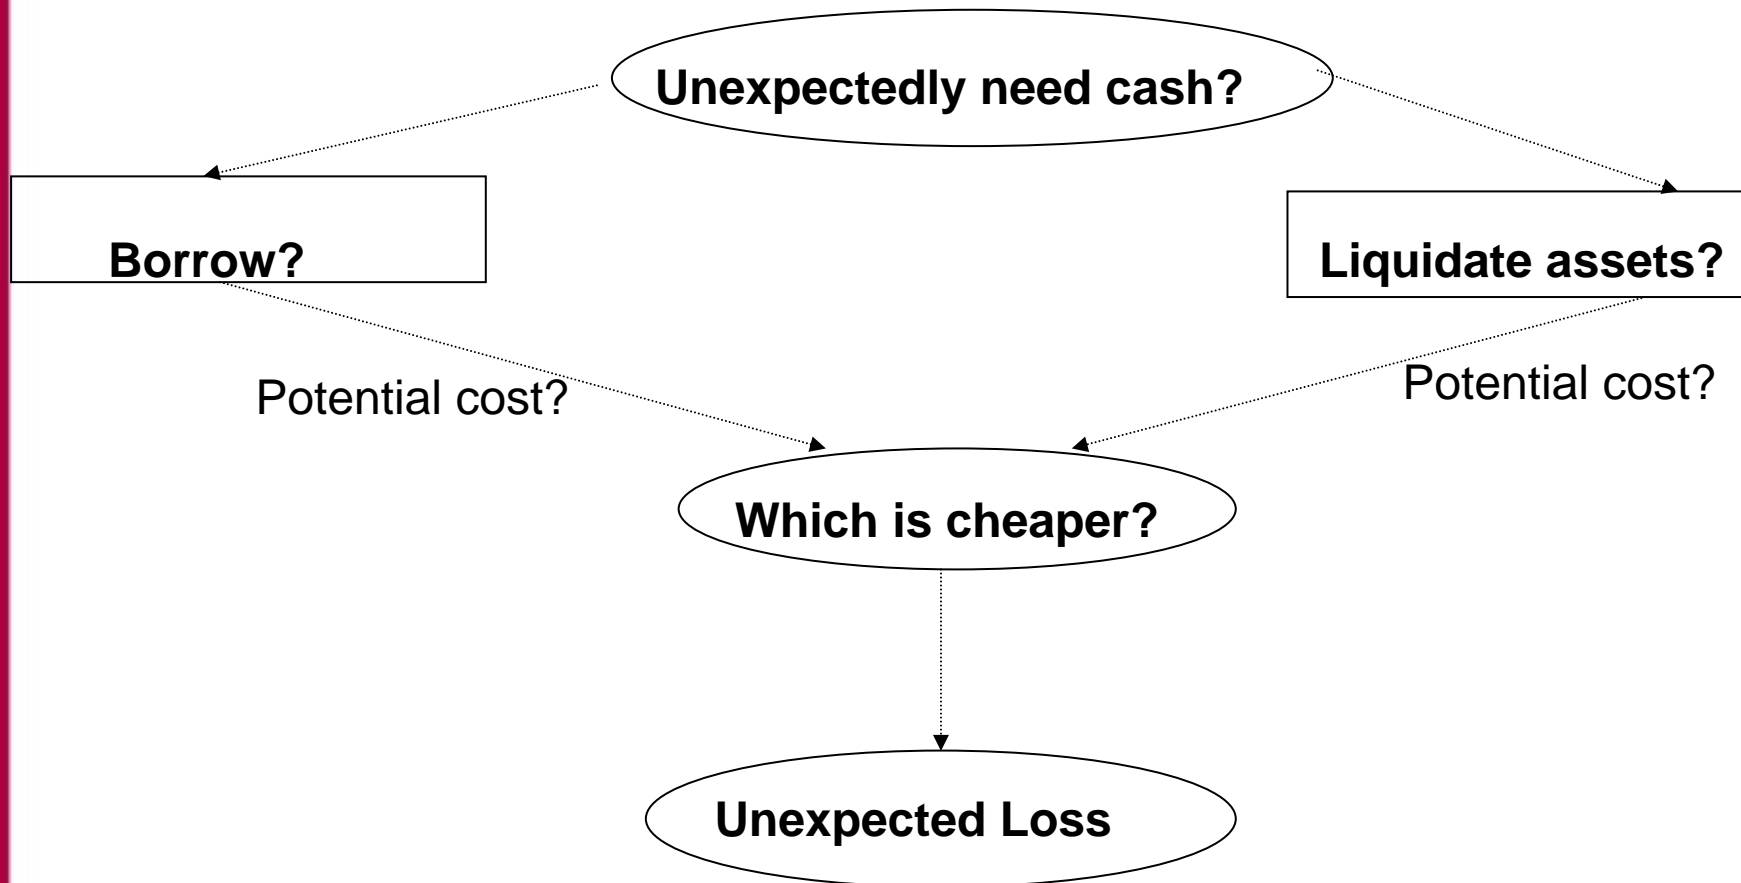 Unexpectedly need cash?
Borrow?
Liquidate assets?
Potential cost?
Potential cost?
Which is cheaper?
Unexpected Loss